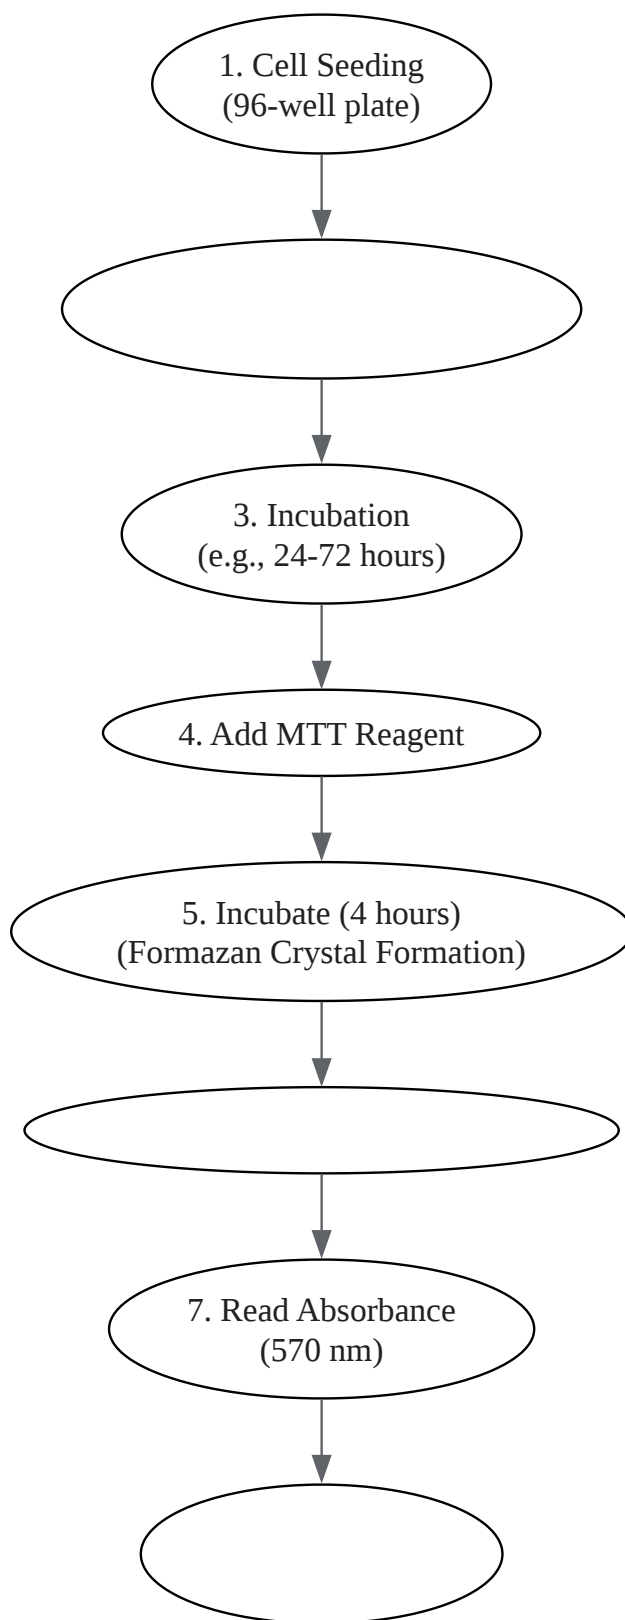 1. Cell Seeding
(96-well plate)
3. Incubation
(e.g., 24-72 hours)
4. Add MTT Reagent
5. Incubate (4 hours)
(Formazan Crystal Formation)
7. Read Absorbance
(570 nm)